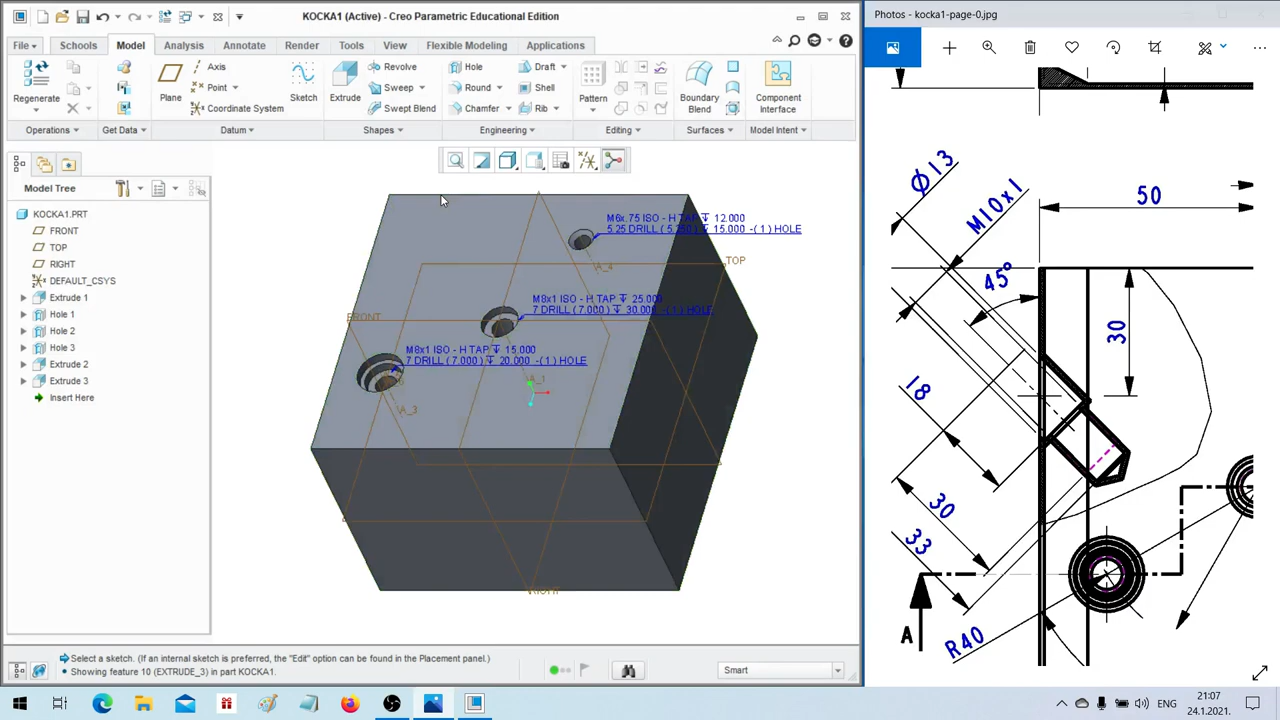 KOCKA1 (Active) - Creo Parametric Educational Edition
File
Schools
Model
Analysis
Annotate
Render
Tools
View
Flexible Modeling
Applications
Regenerate
Operations
Get Data
Plane
Axis
Point
Coordinate System
Sketch
Datum
Extrude
Revolve
Sweep
Swept Blend
Shapes
Hole
Round
Chamfer
Draft
Shell
Rib
Engineering
Pattern
Editing
Boundary
Blend
Surfaces
Component
Interface
Model Intent
Model Tree
KOCKA1.PRT
FRONT
TOP
RIGHT
DEFAULT_CSYS
Extrude 1
Hole 1
Hole 2
Hole 3
Extrude 2
Extrude 3
Insert Here
M6x.75 ISO - H TAP ↧ 12.000
5.25 DRILL ( 5.250 ) ↧ 15.000 -( 1 ) HOLE
A_4
TOP
M8x1 ISO - H TAP ↧ 25.000
7 DRILL ( 7.000 ) ↧ 30.000 -( 1 ) HOLE
FRONT
M8x1 ISO - H TAP ↧ 15.000
7 DRILL ( 7.000 ) ↧ 20.000 -( 1 ) HOLE
A_1
A_3
RIGHT
Select a sketch. (If an internal sketch is preferred, the "Edit" option can be found in the Placement panel.)
Showing feature 10 (EXTRUDE_3) in part KOCKA1.
Smart
Photos - kocka1-page-0.jpg
Ø13
M10x1
50
45°
30
18
30
33
A
R40
ENG
21:07
24.1.2021.